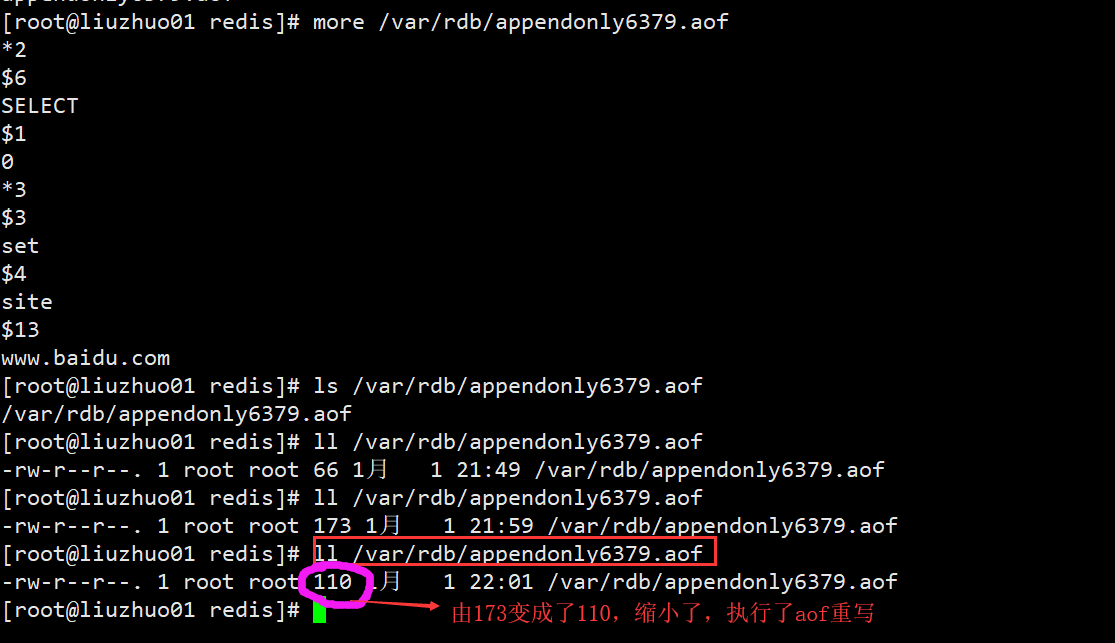 [root@liuzhuo01 redis]# more /var/rdb/appendonly6379.aof
*2
$6
SELECT
$1
0
*3
$3
set
$4
site
$13
www.baidu.com
[root@liuzhuo01 redis]# ls /var/rdb/appendonly6379.aof
/var/rdb/appendonly6379.aof
[root@liuzhuo01 redis]# ll /var/rdb/appendonly6379.aof
-rw-r--r--. 1 root root 66 1月   1 21:49 /var/rdb/appendonly6379.aof
[root@liuzhuo01 redis]# ll /var/rdb/appendonly6379.aof
-rw-r--r--. 1 root root 173 1月   1 21:59 /var/rdb/appendonly6379.aof
[root@liuzhuo01 redis]# ll /var/rdb/appendonly6379.aof
-rw-r--r--. 1 root root 110 1月   1 22:01 /var/rdb/appendonly6379.aof
[root@liuzhuo01 redis]#
由173变成了110，缩小了，执行了aof重写